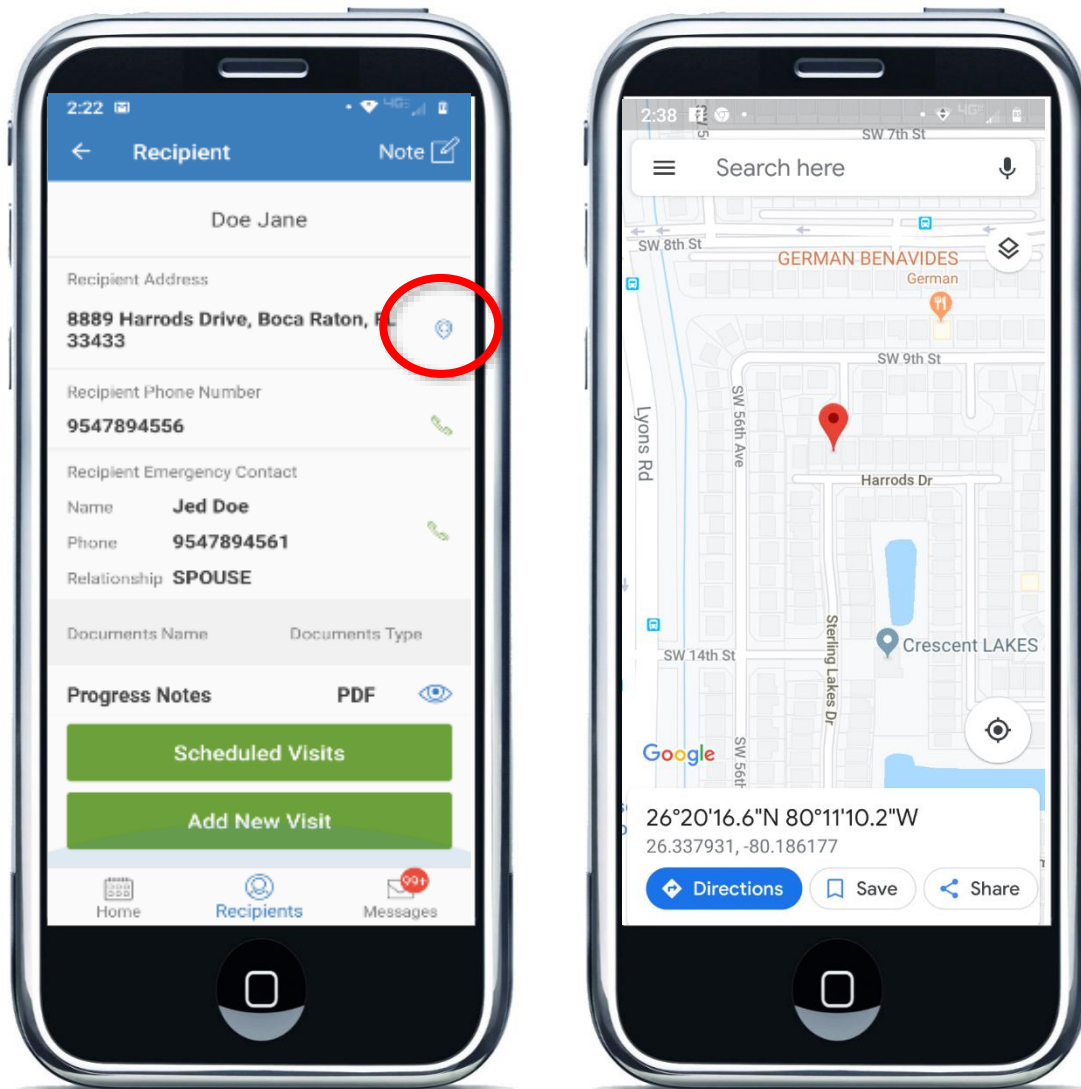 2:22
Recipient
Note
Doe Jane
Recipient Address
8889 Harrods Drive, Boca Raton, FL
33433
Recipient Phone Number
9547894556
Recipient Emergency Contact
Name Jed Doe
Phone 9547894561
Relationship SPOUSE
Documents Name Documents Type
Progress Notes PDF
Scheduled Visits
Add New Visit
99+
Home Recipients Messages
2:38
SW 7th St
Search here
SW 8th St
GERMAN BENAVIDES
German
SW 9th St
SW 56th Ave
Lyons Rd
Harrods Dr
Sterling Lakes Dr
Crescent LAKES
SW 14th St
SW 56th
Google
26°20'16.6"N 80°11'10.2"W
26.337931, -80.186177
Directions Save Share